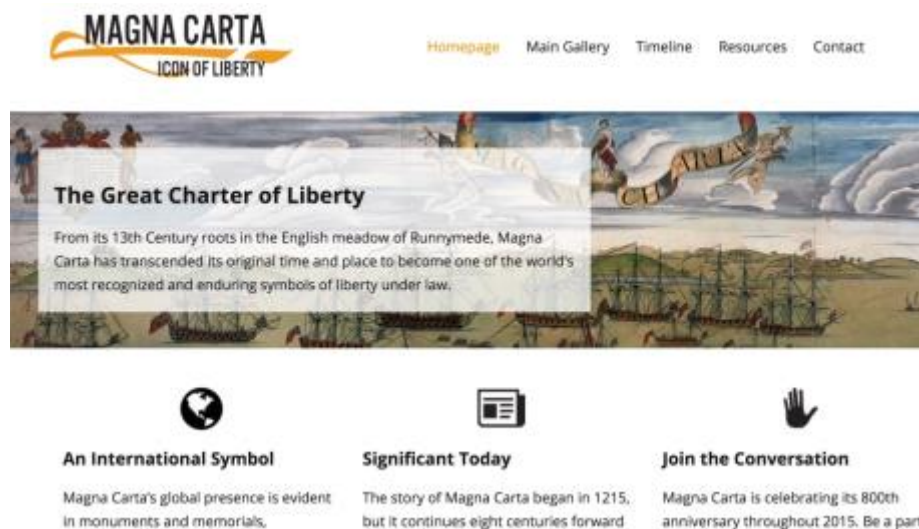 MAGNA CARTA
ICON OF LIBERTY
Homepage Main Gallery Timeline Resources Contact
MAG
CHARTA
The Great Charter of Liberty
From its 13th Century roots in the English meadow of Runnymede, Magna
Carta has transcended its original time and place to become one of the world's
most recognized and enduring symbols of liberty under law.
An International Symbol
Magna Carta's global presence is evident
in monuments and memorials,
Significant Today
The story of Magna Carta began in 1215,
but it continues eight centuries forward
Join the Conversation
Magna Carta is celebrating its 800th
anniversary throughout 2015. Be a par